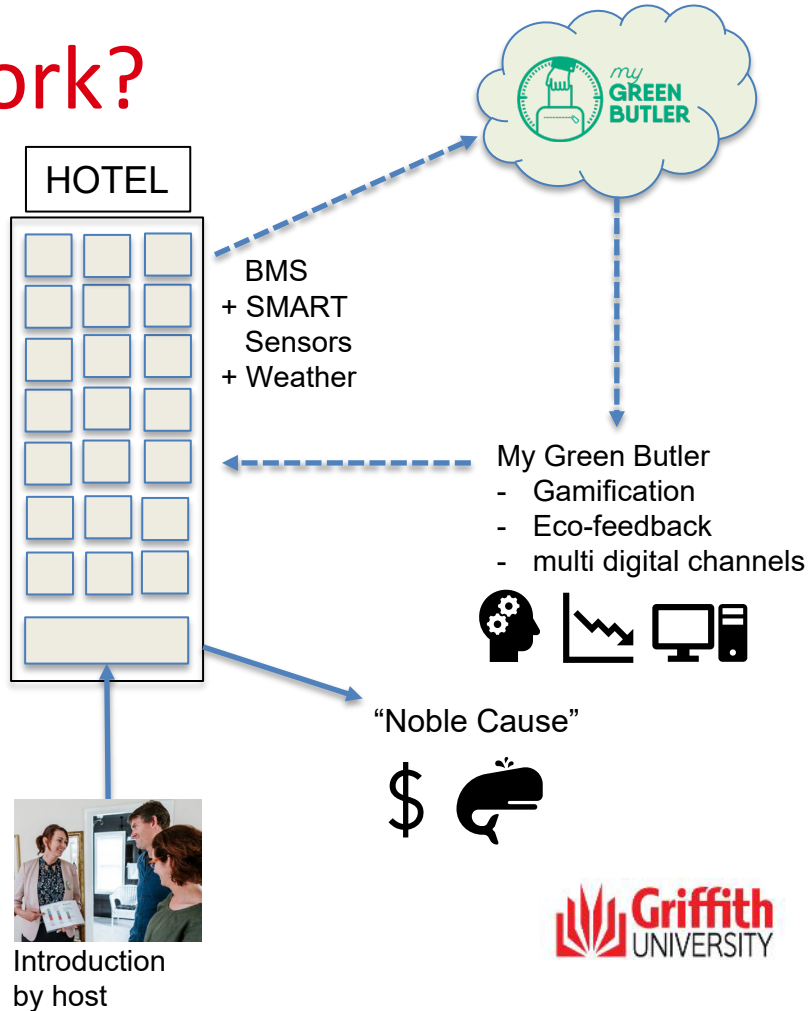 ork?
my
GREEN
BUTLER
HOTEL
BMS
+ SMART
Sensors
+ Weather
My Green Butler
- Gamification
- Eco-feedback
- multi digital channels
“Noble Cause”
$
Introduction
by host
Griffith
UNIVERSITY